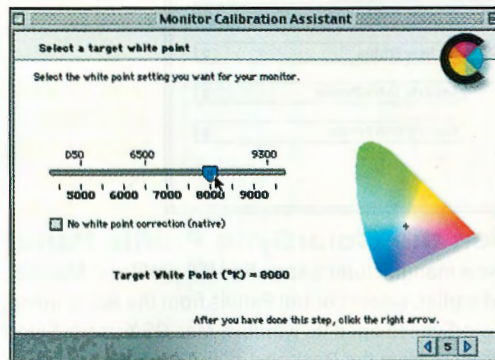 Monitor Calibration Assistant
Select a target white point
Select the white point setting you want for your monitor.
D50 6500 9300
5000 6000 7000 8000 9000
No white point correction (native)
Target White Point (°K) = 8000
After you have done this step, click the right arrow.
5